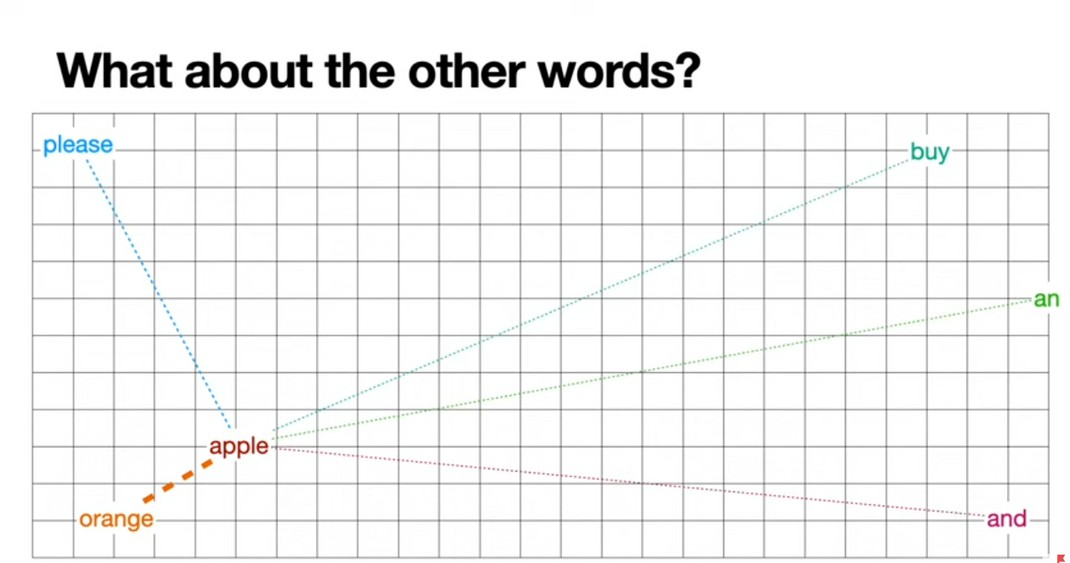 What about the other words?
please
buy
an
apple
orange
and